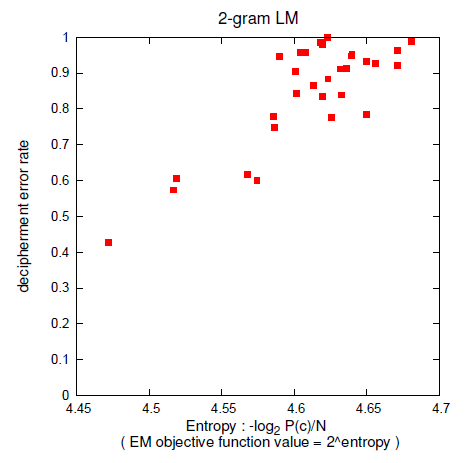 2-gram LM
decipherment error rate
1
0.9
0.8
0.7
0.6
0.5
0.4
0.3
0.2
0.1
0
4.45 4.5 4.55 4.6 4.65 4.7
Entropy : -log2 P(c)/N
( EM objective function value = 2^entropy )